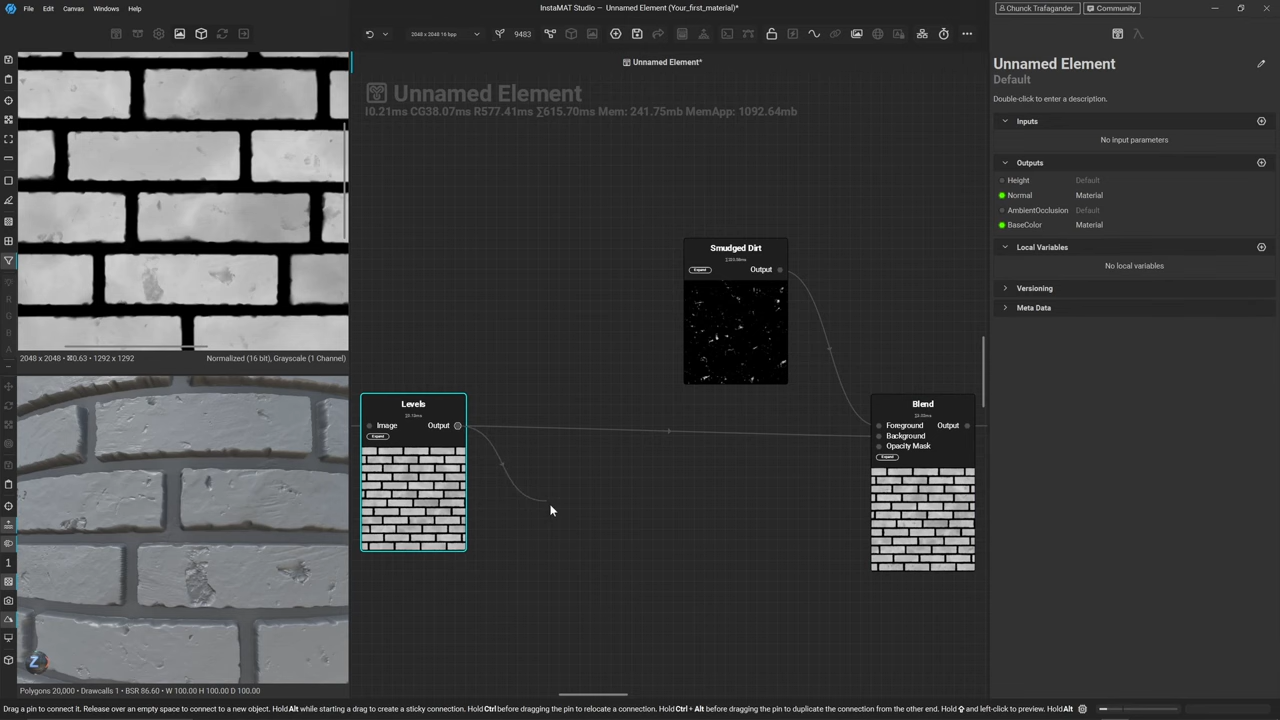 File Edit Canvas Windows Help
InstaMAT Studio – Unnamed Element (Your_first_material)*
Chunck Trafagander
Community
2048 x 2048 16 bpp
9483
Unnamed Element*
Unnamed Element
I0.21ms CG38.07ms R577.41ms ∑615.70ms Mem: 241.75mb MemApp: 1092.64mb
Smudged Dirt
Expand
Output
Levels
Image Output
Expand
Blend
Foreground Output
Background
Opacity Mask
Expand
2048 x 2048 • ⌘0.63 • 1292 x 1292 Normalized (16 bit), Grayscale (1 Channel)
R
G
B
A
1
Z
Polygons 20,000 • Drawcalls 1 • BSR 86.60 • W 100.00 H 100.00 D 100.00
Unnamed Element
Default
Double-click to enter a description.
Inputs
No input parameters
Outputs
Height Default
Normal Material
AmbientOcclusion Default
BaseColor Material
Local Variables
No local variables
Versioning
Meta Data
Drag a pin to connect it. Release over an empty space to connect to a new object. Hold Alt while starting a drag to create a sticky connection. Hold Ctrl before dragging the pin to relocate a connection. Hold Ctrl + Alt before dragging the pin to duplicate the connection from the other end. Hold ⇧ and left-click to preview. Hold Alt